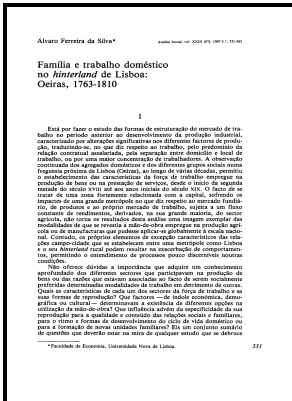 Álvaro Ferreira da Silva*
Análise Social, vol. XXIII (97), 1987-3.º, 531-562
Família e trabalho doméstico
no hinterland de Lisboa:
Oeiras, 1763-1810
Está por fazer o estudo das formas de estruturação do mercado de tra-
balho no período anterior ao desenvolvimento da produção industrial,
caracterizado por alterações significativas nos diferentes factores de produ-
ção, traduzindo-se, no que diz respeito ao trabalho, pelo predomínio da
relação contratual assalariada, pela separação entre domicílio e local de
trabalho, ou por uma maior concentração de trabalhadores. A observação
continuada dos agregados domésticos e dos diferentes grupos sociais numa
freguesia próxima de Lisboa (Oeiras), ao longo de várias décadas, permitiu
o estabelecimento das características da força de trabalho empregue na
produção de bens ou na prestação de serviços, desde o início da segunda
metade do século XVIII até aos anos iniciais do século XIX. O facto de se
tratar de uma zona fortemente relacionada com a capital, sofrendo os
impactes de uma grande metrópole no que diz respeito ao mercado fundiá-
rio, de produtos e ao próprio mercado de trabalho, sujeita a um fluxo
constante de rendimentos, derivados, na sua grande maioria, do sector
agrícola, não torna os resultados desta análise uma imagem exemplar das
modalidades de que se revestia a mão-de-obra empregue na produção agrí-
cola ou de manufacturas que pudesse aplicar-se globalmente à escala nacio-
nal. Contudo, os próprios elementos de excepção característicos das rela-
ções campo-cidade que se estabelecem entre uma metrópole como Lisboa
e o seu hinterland rural podem resultar na exacerbação de comportamen-
tos, permitindo o entendimento de processos pouco discerníveis noutras
condições.
Não oferece dúvidas a importância que adquire um conhecimento
aprofundado dos diferentes sectores que participavam na produção de
bens ou das razões que estavam associadas ao facto de serem socialmente
preferidas determinadas modalidades de trabalho em detrimento de outras.
Quais as características de cada um dos sectores da força de trabalho e as
suas formas de reprodução? Que factores — de índole económica, demo-
gráfica ou cultural — determinavam a existência de diferentes opções na
utilização da mão-de-obra? Que influência advém da especificidade da sua
reprodução para a qualidade e conteúdo das relações sociais e familiares,
para o ritmo e formas de desenvolvimento do ciclo de vida doméstico ou
para a formação de novas unidades familiares? Eis um conjunto sumário
de questões que deverão estar na mira de qualquer estudo que se debruce
*Faculdade de Economia, Universidade Nova de Lisboa.
531